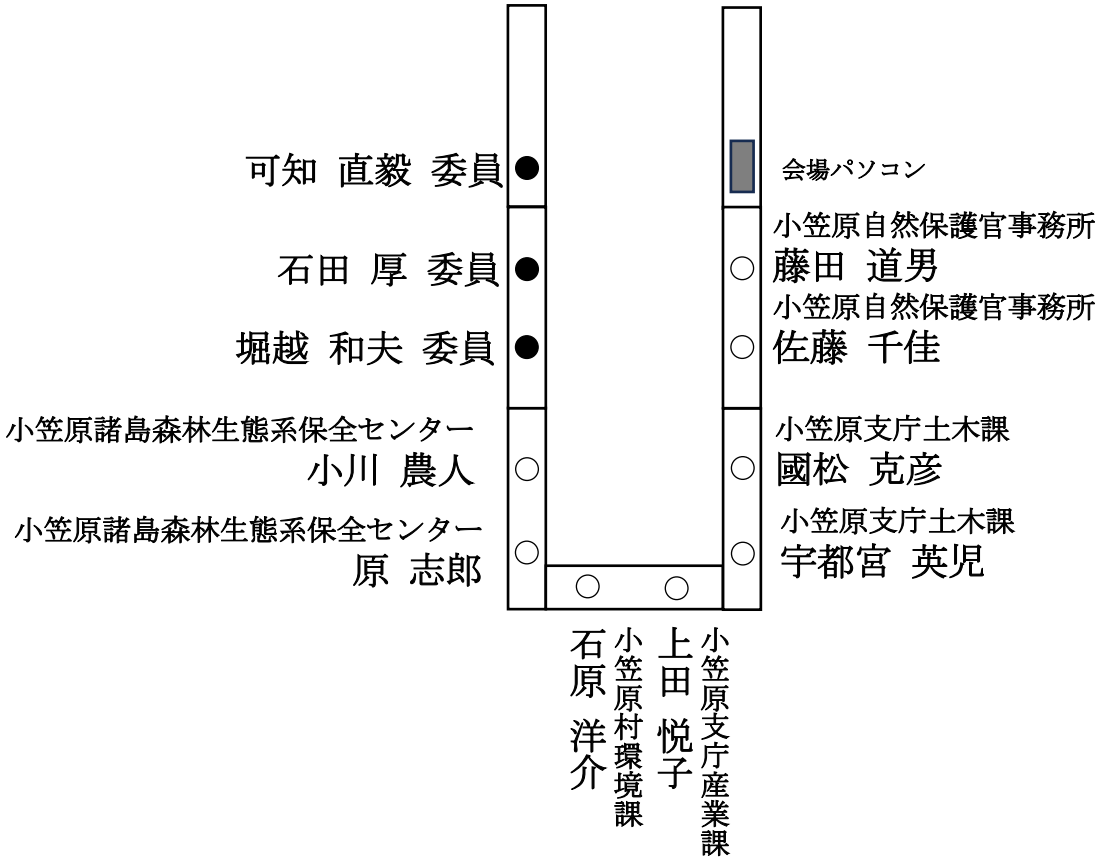 可知 直毅 委員
石田 厚 委員
堀越 和夫 委員
小笠原諸島森林生態系保全センター
小川 農人
小笠原諸島森林生態系保全センター
原 志郎
会場パソコン
小笠原自然保護官事務所
藤田 道男
小笠原自然保護官事務所
佐藤 千佳
小笠原支庁土木課
國松 克彦
小笠原支庁土木課
宇都宮 英児
小笠原支庁産業課
上田 悦子
小笠原村環境課
石原 洋介